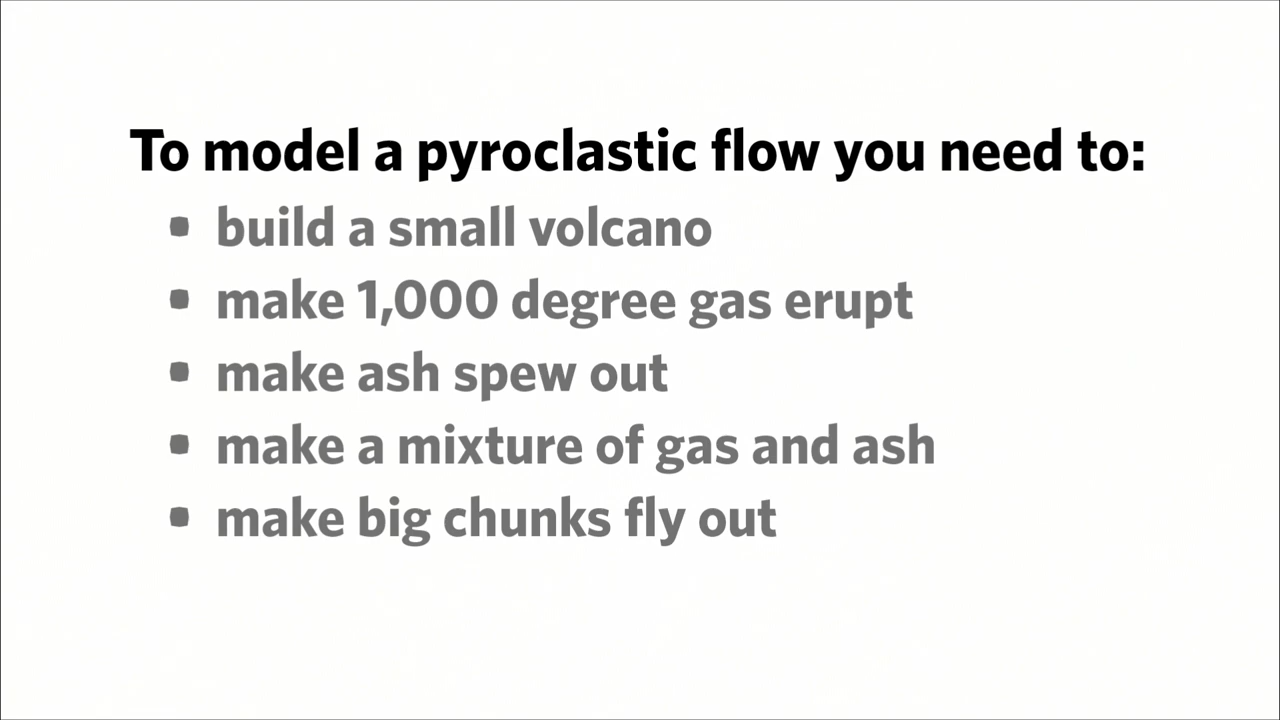 To model a pyroclastic flow you need to:
▪ build a small volcano
▪ make 1,000 degree gas erupt
▪ make ash spew out
▪ make a mixture of gas and ash
▪ make big chunks fly out